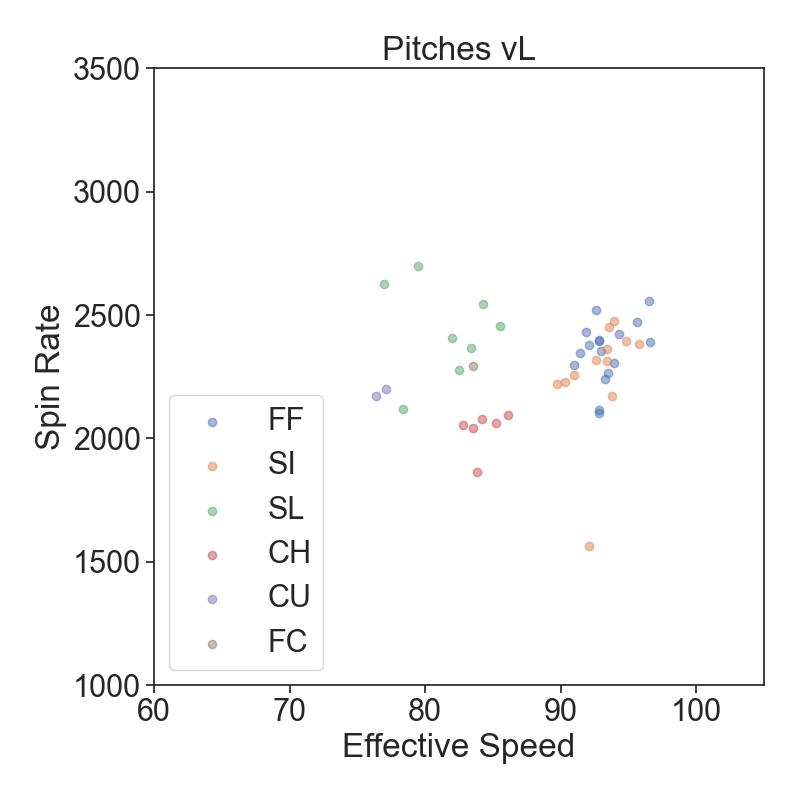 Pitches vL
3500
3000
2500
2000
1500
1000
Spin Rate
FF
SI
SL
CH
CU
FC
60 70 80 90 100
Effective Speed